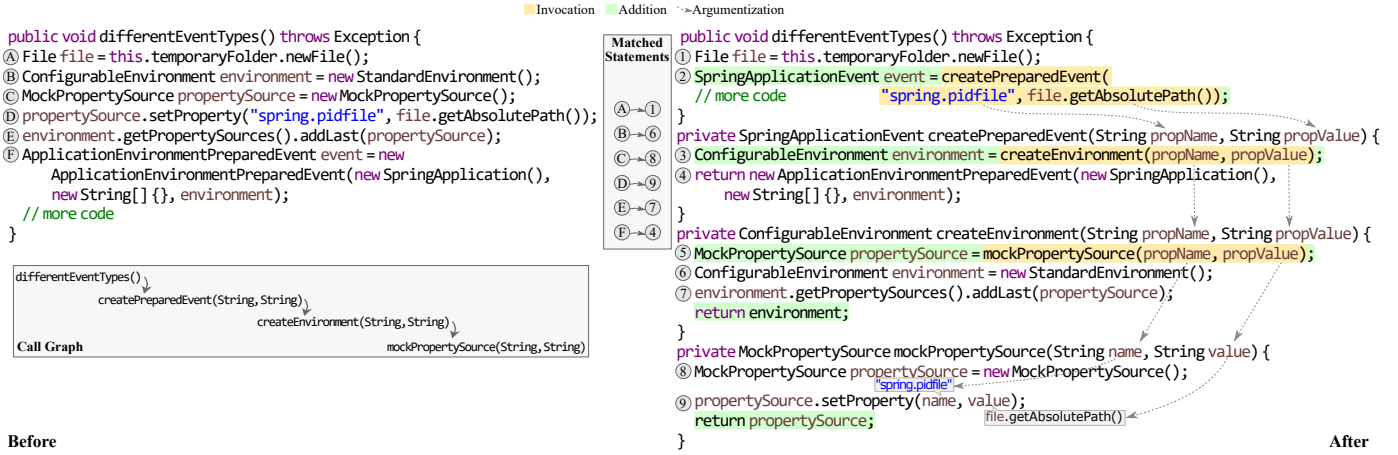 Invocation Addition Argumentization
public void differentEventTypes() throws Exception {
Ⓐ File file = this.temporaryFolder.newFile();
Ⓑ ConfigurableEnvironment environment = new StandardEnvironment();
Ⓒ MockPropertySource propertySource = new MockPropertySource();
Ⓓ propertySource.setProperty("spring.pidfile", file.getAbsolutePath());
Ⓔ environment.getPropertySources().addLast(propertySource);
Ⓕ ApplicationEnvironmentPreparedEvent event = new
ApplicationEnvironmentPreparedEvent(new SpringApplication(),
new String[] {}, environment);
// more code
}
differentEventTypes()
createPreparedEvent(String,String)
createEnvironment(String,String)
Call Graph mockPropertySource(String,String)
Before
Matched
Statements
Ⓐ→①
Ⓑ→⑥
Ⓒ→⑧
Ⓓ→⑨
Ⓔ→⑦
Ⓕ→④
public void differentEventTypes() throws Exception {
① File file = this.temporaryFolder.newFile();
② SpringApplicationEvent event = createPreparedEvent(
// more code "spring.pidfile", file.getAbsolutePath());
}
private SpringApplicationEvent createPreparedEvent(String propName, String propValue) {
③ ConfigurableEnvironment environment = createEnvironment(propName, propValue);
④ return new ApplicationEnvironmentPreparedEvent(new SpringApplication(),
new String[] {}, environment);
}
private ConfigurableEnvironment createEnvironment(String propName, String propValue) {
⑤ MockPropertySource propertySource = mockPropertySource(propName, propValue);
⑥ ConfigurableEnvironment environment = new StandardEnvironment();
⑦ environment.getPropertySources().addLast(propertySource);
return environment;
}
private MockPropertySource mockPropertySource(String name, String value) {
⑧ MockPropertySource propertySource = new MockPropertySource();
"spring.pidfile"
⑨ propertySource.setProperty(name, value);
file.getAbsolutePath()
return propertySource;
}
After